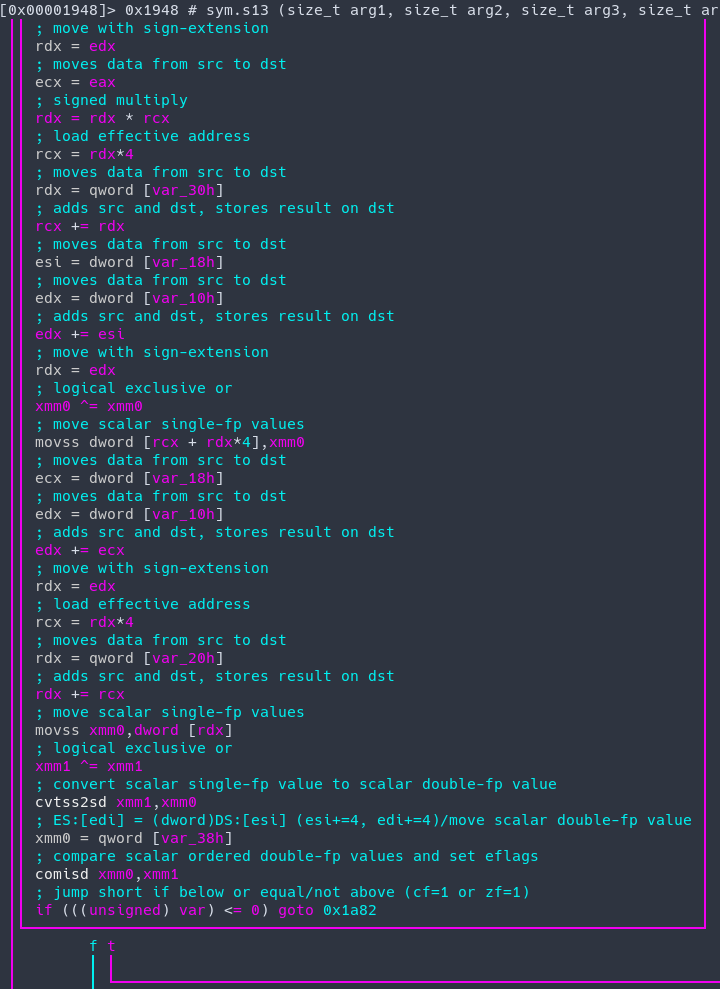 [0x00001948]> 0x1948 # sym.s13 (size_t arg1, size_t arg2, size_t arg3, size_t ar
; move with sign-extension
rdx = edx
; moves data from src to dst
ecx = eax
; signed multiply
rdx = rdx * rcx
; load effective address
rcx = rdx*4
; moves data from src to dst
rdx = qword [var_30h]
; adds src and dst, stores result on dst
rcx += rdx
; moves data from src to dst
esi = dword [var_18h]
; moves data from src to dst
edx = dword [var_10h]
; adds src and dst, stores result on dst
edx += esi
; move with sign-extension
rdx = edx
; logical exclusive or
xmm0 ^= xmm0
; move scalar single-fp values
movss dword [rcx + rdx*4],xmm0
; moves data from src to dst
ecx = dword [var_18h]
; moves data from src to dst
edx = dword [var_10h]
; adds src and dst, stores result on dst
edx += ecx
; move with sign-extension
rdx = edx
; load effective address
rcx = rdx*4
; moves data from src to dst
rdx = qword [var_20h]
; adds src and dst, stores result on dst
rdx += rcx
; move scalar single-fp values
movss xmm0,dword [rdx]
; logical exclusive or
xmm1 ^= xmm1
; convert scalar single-fp value to scalar double-fp value
cvtss2sd xmm1,xmm0
; ES:[edi] = (dword)DS:[esi] (esi+=4, edi+=4)/move scalar double-fp value
xmm0 = qword [var_38h]
; compare scalar ordered double-fp values and set eflags
comisd xmm0,xmm1
; jump short if below or equal/not above (cf=1 or zf=1)
if (((unsigned) var) <= 0) goto 0x1a82
f t